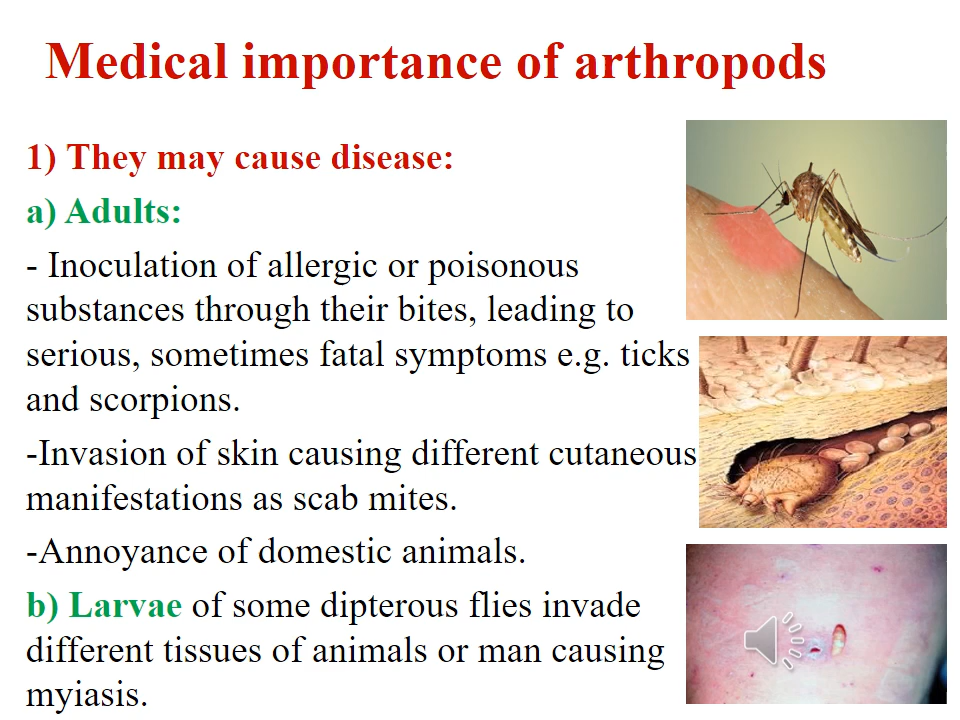 Medical importance of arthropods
1) They may cause disease:
a) Adults:
- Inoculation of allergic or poisonous
substances through their bites, leading to
serious, sometimes fatal symptoms e.g. ticks
and scorpions.
-Invasion of skin causing different cutaneous
manifestations as scab mites.
-Annoyance of domestic animals.
b) Larvae of some dipterous flies invade
different tissues of animals or man causing
myiasis.